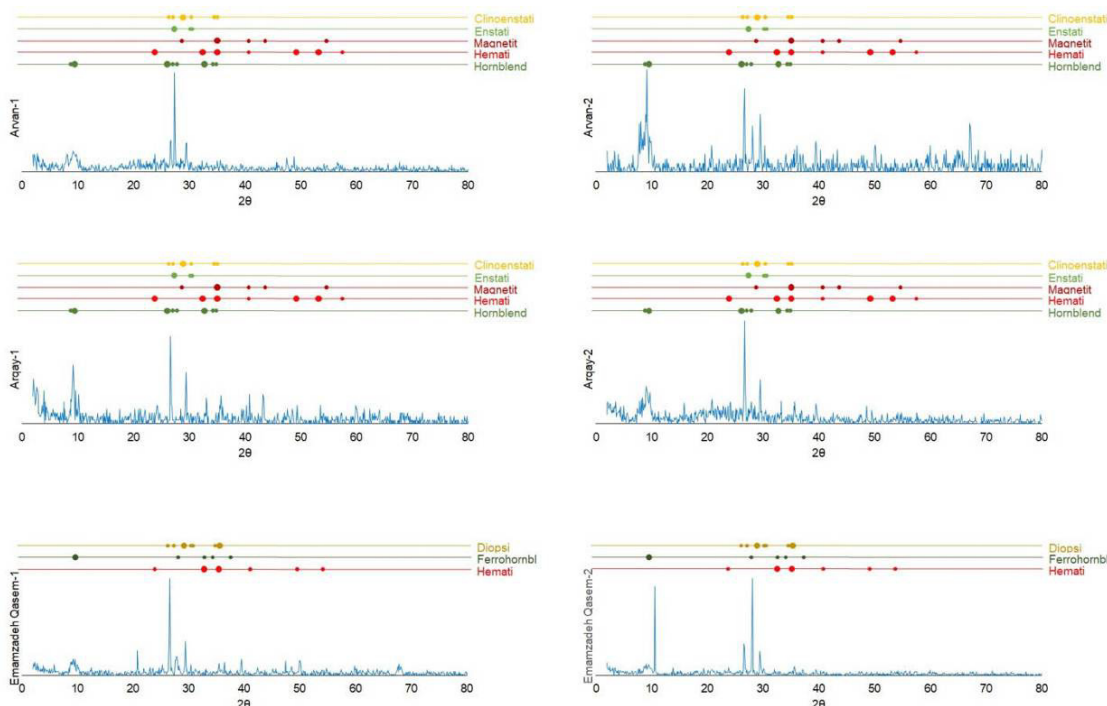 Clinoenstati
Enstati
Magnetit
Hemati
Hornblend
Arvan-1
0 10 20 30 40 50 60 70 80
2θ
Clinoenstati
Enstati
Magnetit
Hemati
Hornblend
Arvan-2
0 10 20 30 40 50 60 70 80
2θ
Clinoenstati
Enstati
Magnetit
Hemati
Hornblend
Arqay-1
0 10 20 30 40 50 60 70 80
2θ
Clinoenstati
Enstati
Magnetit
Hemati
Hornblend
Arqay-2
0 10 20 30 40 50 60 70 80
2θ
Diopsi
Ferrohornbl
Hemati
Emamzadeh Qasem-1
0 10 20 30 40 50 60 70 80
2θ
Diopsi
Ferrohornbl
Hemati
Emamzadeh Qasem-2
0 10 20 30 40 50 60 70 80
2θ